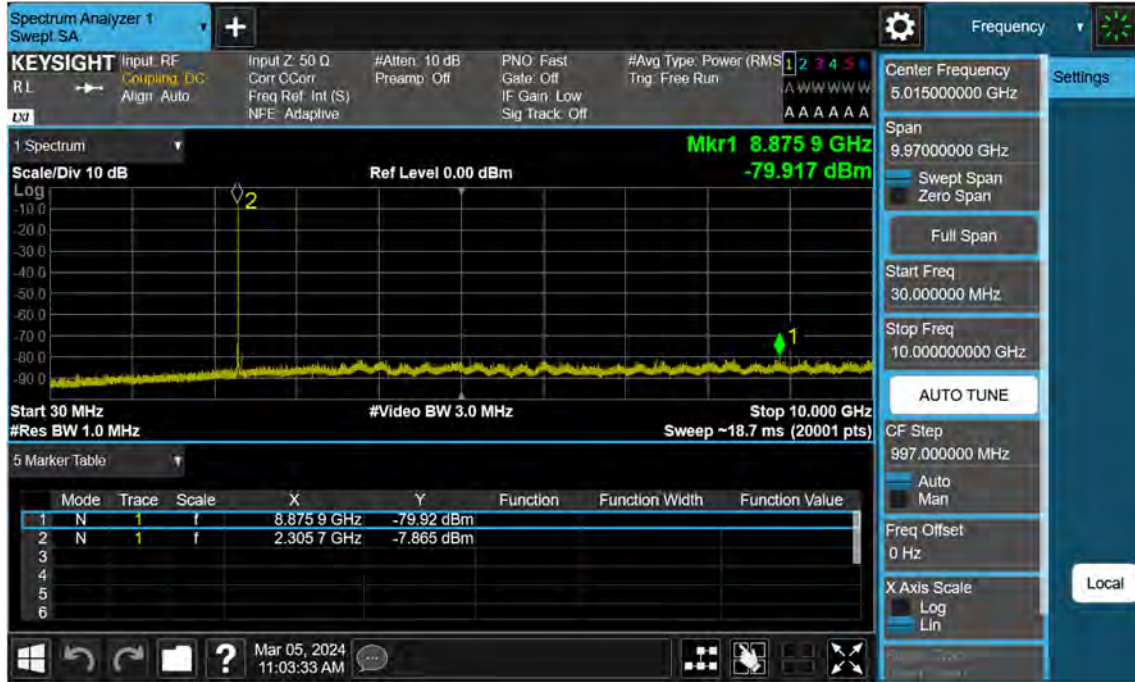 Spectrum Analyzer 1
Swept SA
+
Frequency
KEYSIGHT
RL
LXI
Input: RF
Coupling: DC
Align: Auto
Input Z: 50 Ω
Corr CCorr
Freq Ref: Int (S)
NFE: Adaptive
#Atten: 10 dB
Preamp: Off
PNO: Fast
Gate: Off
IF Gain: Low
Sig Track: Off
#Avg Type: Power (RMS
Trig: Free Run
1 2 3 4 5 6
A W W W W W
A A A A A A
1 Spectrum
Scale/Div 10 dB
Ref Level 0.00 dBm
Mkr1 8.875 9 GHz
-79.917 dBm
Log
-10.0
-20.0
-30.0
-40.0
-50.0
-60.0
-70.0
-80.0
-90.0
2
1
Start 30 MHz
#Video BW 3.0 MHz
Stop 10.000 GHz
#Res BW 1.0 MHz
Sweep ~18.7 ms (20001 pts)
5 Marker Table
Mode Trace Scale X Y Function Function Width Function Value
1 N 1 f 8.875 9 GHz -79.92 dBm
2 N 1 f 2.305 7 GHz -7.865 dBm
3
4
5
6
?
Mar 05, 2024
11:03:33 AM
Center Frequency
5.015000000 GHz
Span
9.97000000 GHz
Swept Span
Zero Span
Full Span
Start Freq
30.000000 MHz
Stop Freq
10.000000000 GHz
AUTO TUNE
CF Step
997.000000 MHz
Auto
Man
Freq Offset
0 Hz
X Axis Scale
Log
Lin
Settings
Local